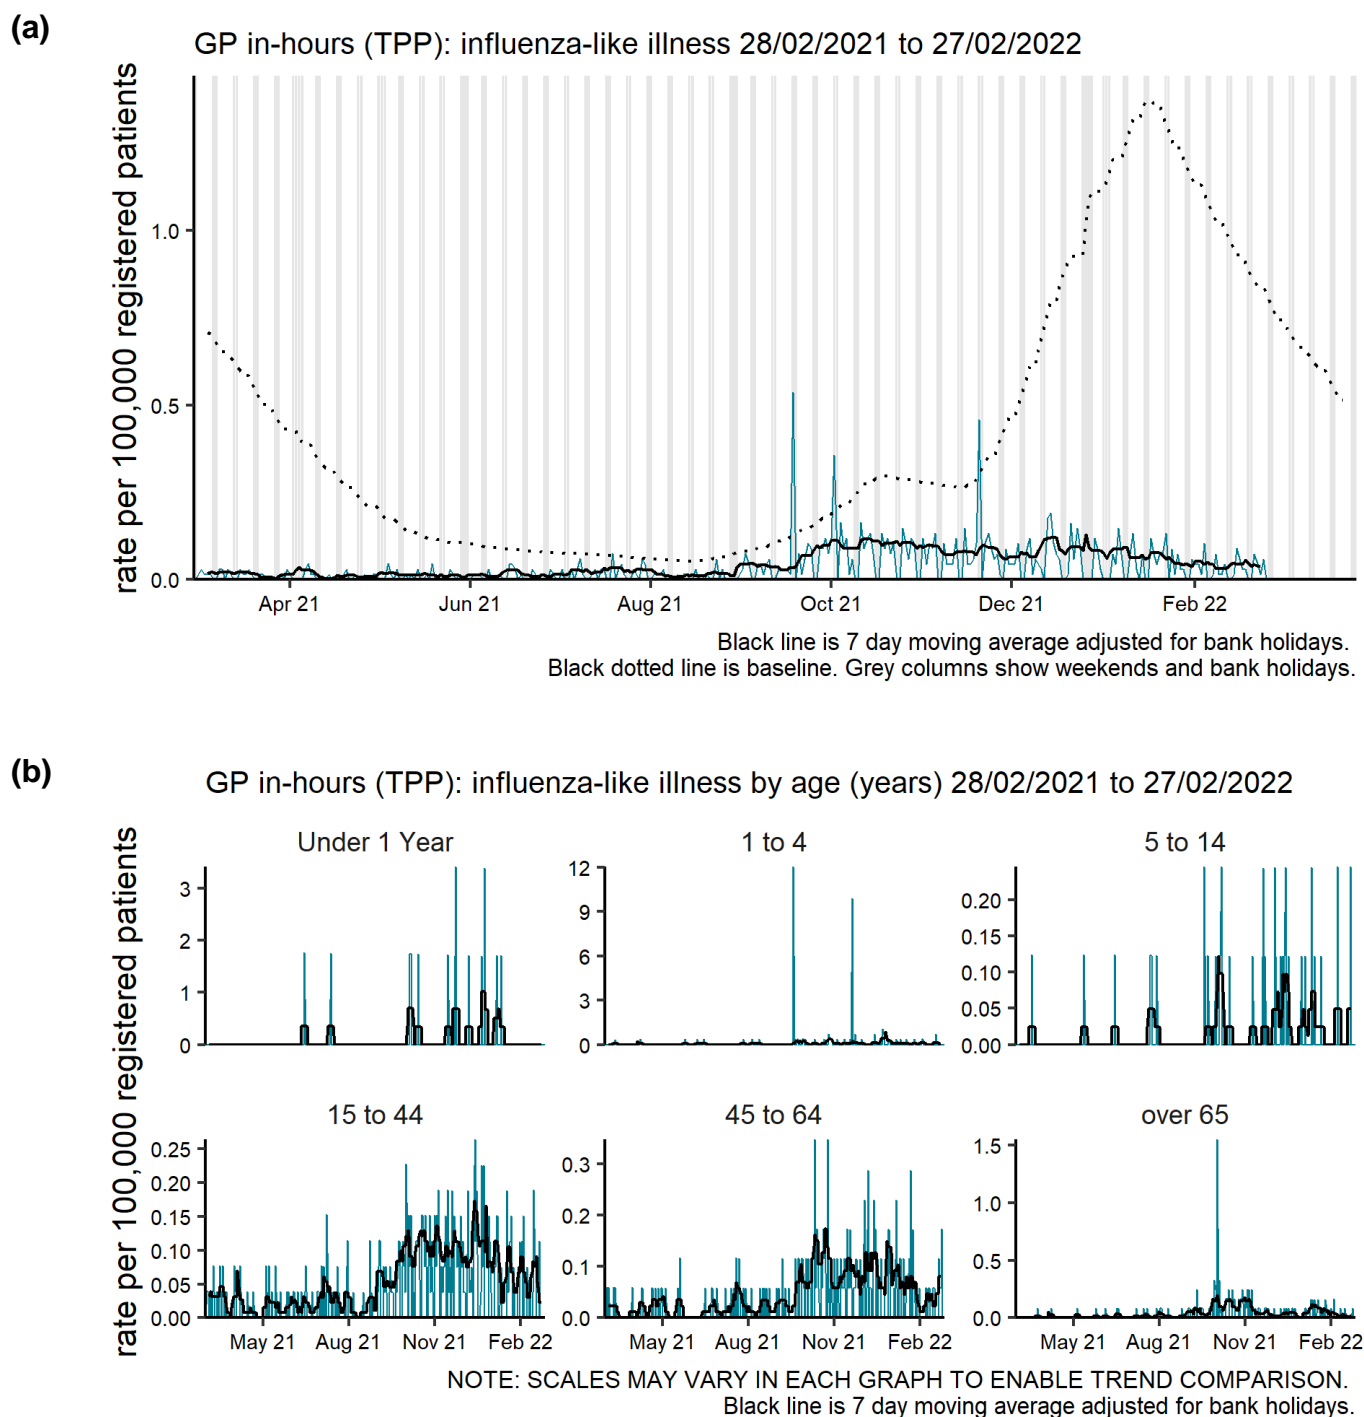 (a)
GP in-hours (TPP): influenza-like illness 28/02/2021 to 27/02/2022
rate per 100,000 registered patients
1.0
0.5
0.0
Apr 21 Jun 21 Aug 21 Oct 21 Dec 21 Feb 22
Black line is 7 day moving average adjusted for bank holidays.
Black dotted line is baseline. Grey columns show weekends and bank holidays.
(b)
GP in-hours (TPP): influenza-like illness by age (years) 28/02/2021 to 27/02/2022
rate per 100,000 registered patients
Under 1 Year
3
2
1
0
1 to 4
12
9
6
3
0
5 to 14
0.20
0.15
0.10
0.05
0.00
15 to 44
0.25
0.20
0.15
0.10
0.05
0.00
May 21 Aug 21 Nov 21 Feb 22
45 to 64
0.3
0.2
0.1
0.0
May 21 Aug 21 Nov 21 Feb 22
over 65
1.5
1.0
0.5
0.0
May 21 Aug 21 Nov 21 Feb 22
NOTE: SCALES MAY VARY IN EACH GRAPH TO ENABLE TREND COMPARISON.
Black line is 7 day moving average adjusted for bank holidays.